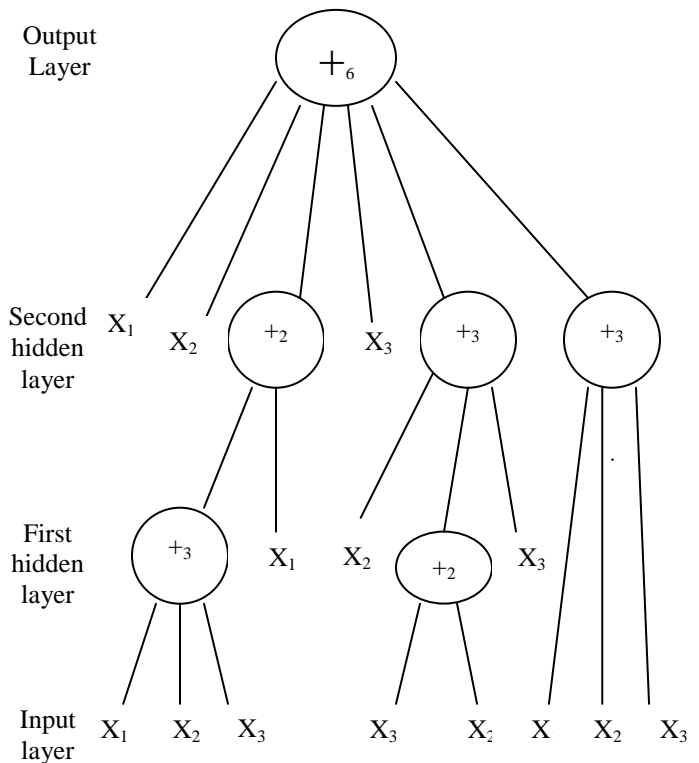 Output
Layer
+₆
Second
hidden
layer
X₁
X₂
+₂
X₃
+₃
+₃
First
hidden
layer
+₃
X₁
X₂
+₂
X₃
Input
layer
X₁
X₂
X₃
X₃
X₂
X
X₂
X₃